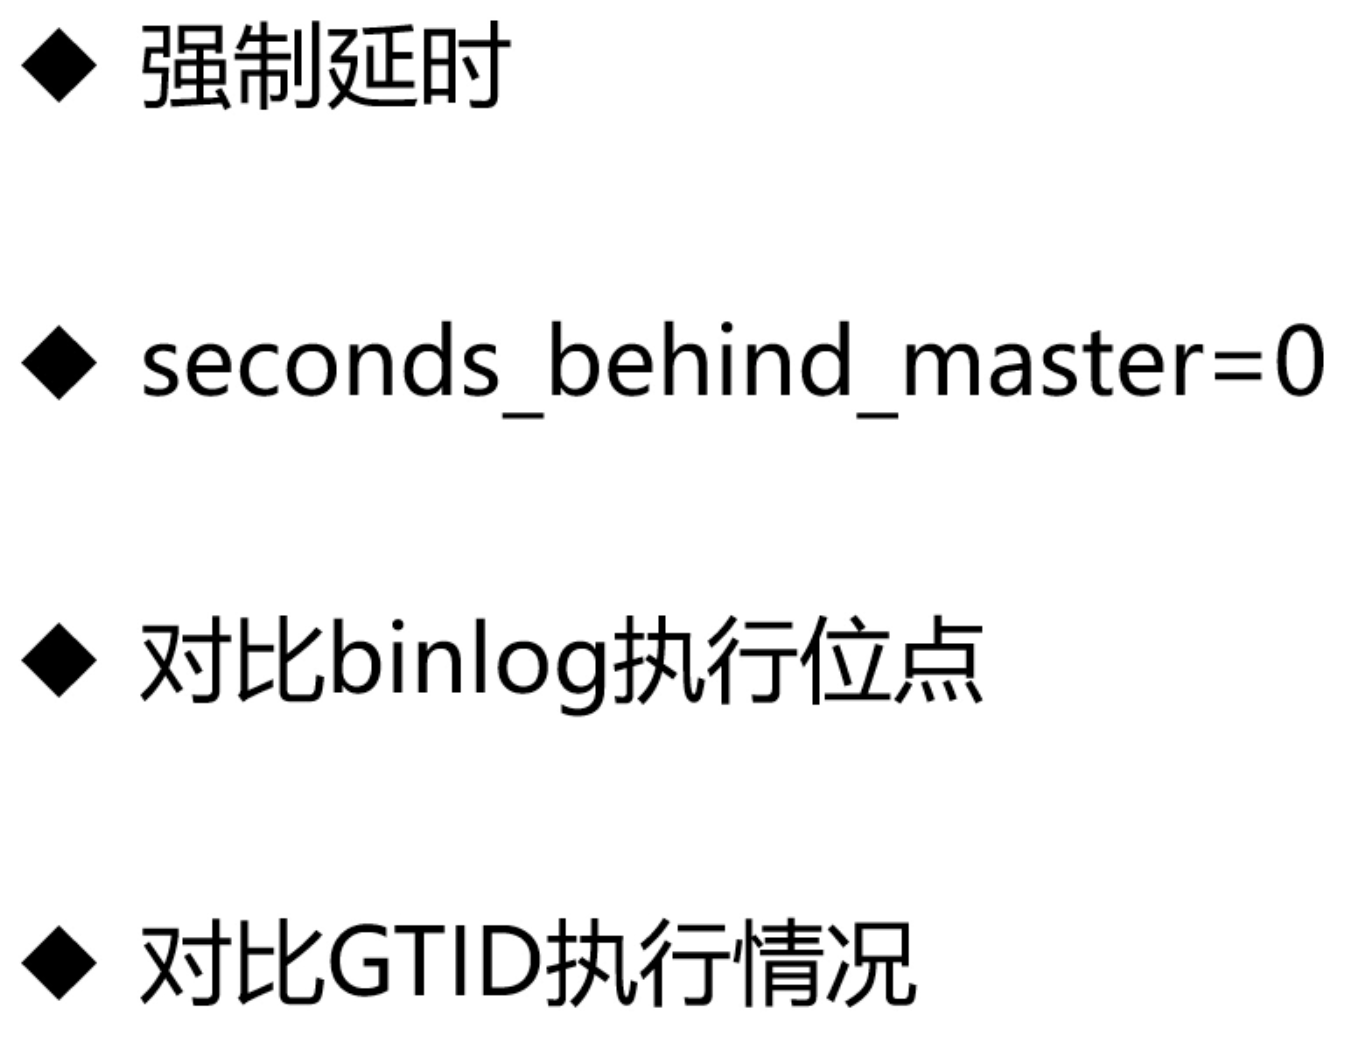 ◆ 强制延时
◆ seconds_behind_master=0
◆ 对比binlog执行位点
◆ 对比GTID执行情况